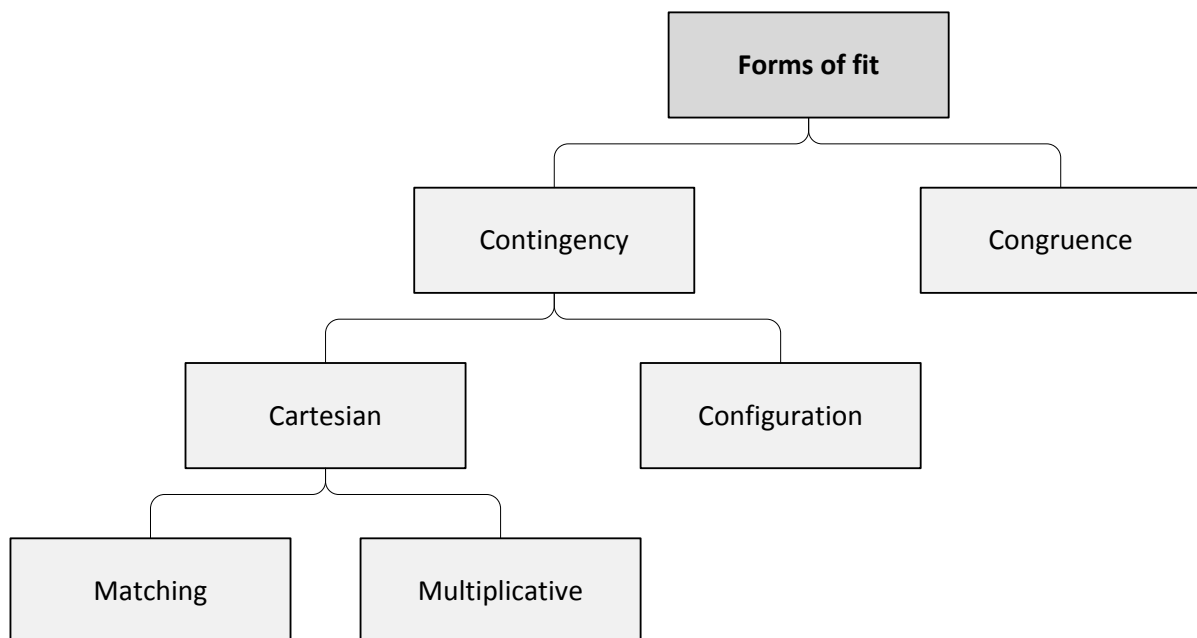 Forms of fit
Contingency
Congruence
Cartesian
Configuration
Matching
Multiplicative